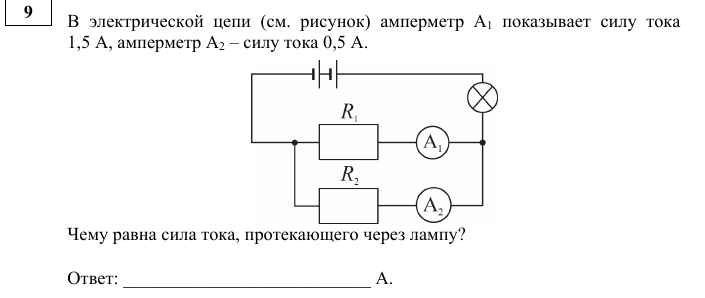 9
В электрической цепи (см. рисунок) амперметр A₁ показывает силу тока
1,5 А, амперметр A₂ – силу тока 0,5 А.
R₁
A₁
R₂
A₂
Чему равна сила тока, протекающего через лампу?
Ответ: ____________________________ А.